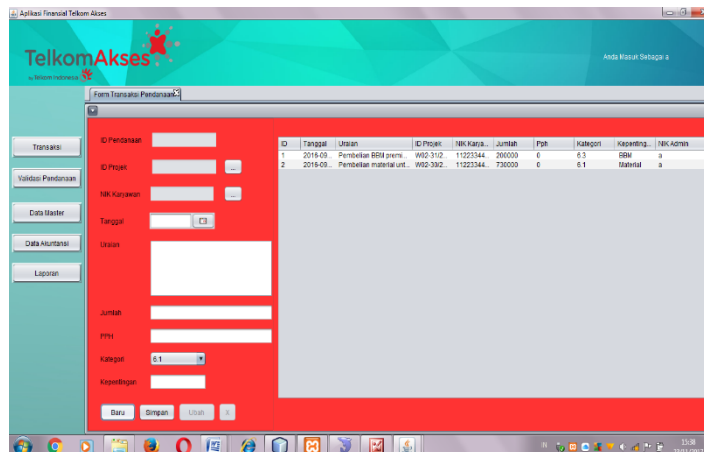 Aplikasi Finansial Telkom Akses
TelkomAkses
by Telkom Indonesia
Anda Masuk Sebagai a
Form Transaksi Pendanaan
Transaksi
Validasi Pendanaan
Data Master
Data Akuntansi
Laporan
ID Pendanaan
ID Projek
...
NIK Karyawan
...
Tanggal
Uraian
Jumlah
PPH
Kategori 6.1
Kepentingan
Baru Simpan Ubah X
ID Tanggal Uraian ID Projek NIK Karya... Jumlah Pph Kategori Kepenting... NIK Admin
1 2016-09... Pembelian BBM premi... W02-31/2... 11223344... 200000 0 6.3 BBM a
2 2016-09... Pembelian material unt... 11223344... 730000 0 6.1 Material a
IN
15:38